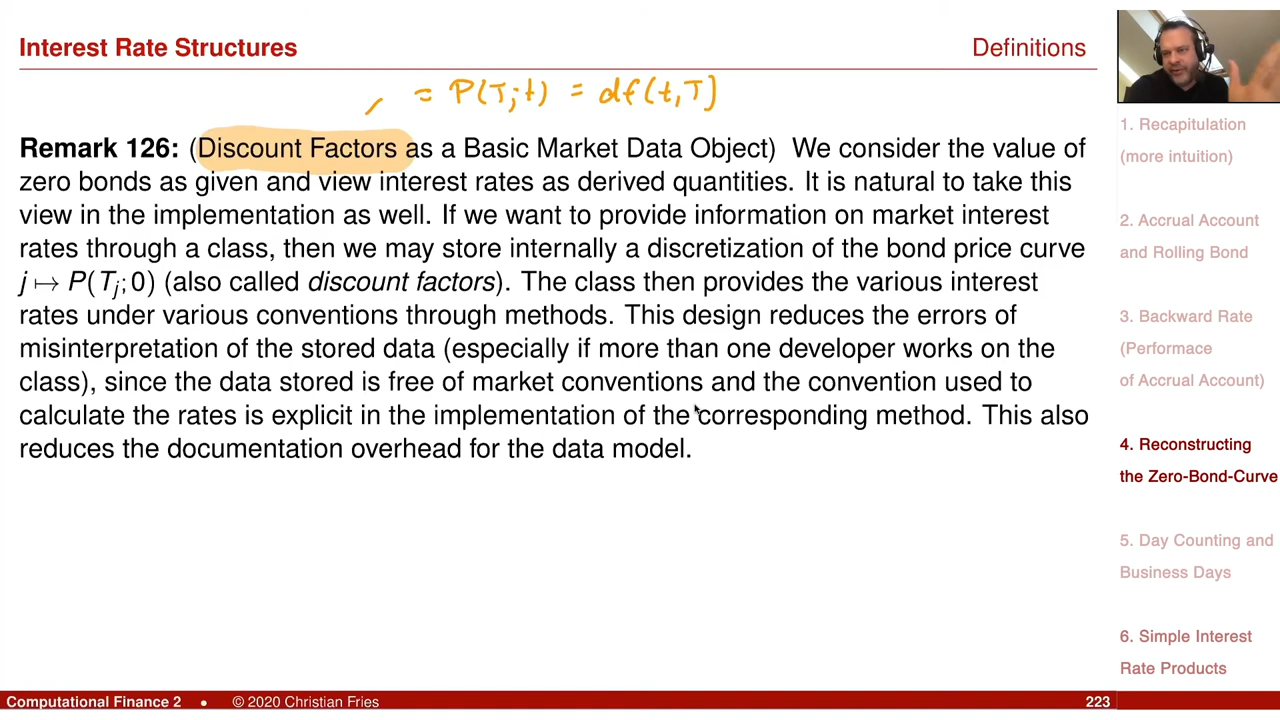 Interest Rate Structures
Definitions
= P(T;t) = df(t,T)
Remark 126: (Discount Factors as a Basic Market Data Object) We consider the value of
zero bonds as given and view interest rates as derived quantities. It is natural to take this
view in the implementation as well. If we want to provide information on market interest
rates through a class, then we may store internally a discretization of the bond price curve
j ↦ P(Tj;0) (also called discount factors). The class then provides the various interest
rates under various conventions through methods. This design reduces the errors of
misinterpretation of the stored data (especially if more than one developer works on the
class), since the data stored is free of market conventions and the convention used to
calculate the rates is explicit in the implementation of the corresponding method. This also
reduces the documentation overhead for the data model.
1. Recapitulation
(more intuition)
2. Accrual Account
and Rolling Bond
3. Backward Rate
(Performace
of Accrual Account)
4. Reconstructing
the Zero-Bond-Curve
5. Day Counting and
Business Days
6. Simple Interest
Rate Products
Computational Finance 2 • © 2020 Christian Fries
223